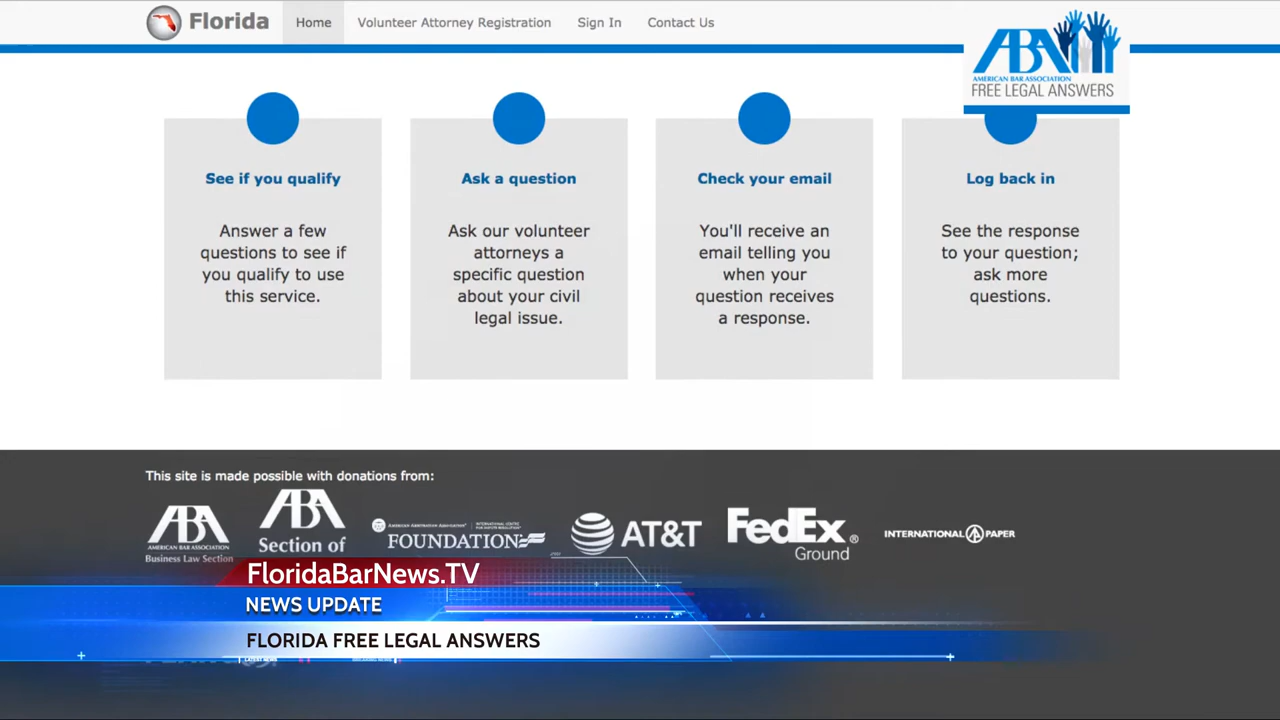 Florida
Home
Volunteer Attorney Registration
Sign In
Contact Us
ABA
AMERICAN BAR ASSOCIATION
FREE LEGAL ANSWERS
See if you qualify
Answer a few
questions to see if
you qualify to use
this service.
Ask a question
Ask our volunteer
attorneys a
specific question
about your civil
legal issue.
Check your email
You'll receive an
email telling you
when your
question receives
a response.
Log back in
See the response
to your question;
ask more
questions.
This site is made possible with donations from:
ABA
AMERICAN BAR ASSOCIATION
Business Law Section
ABA
Section of
AMERICAN ARBITRATION ASSOCIATION
FOUNDATION
AT&T
FedEx®
Ground
INTERNATIONAL PAPER
FloridaBarNews.TV
NEWS UPDATE
FLORIDA FREE LEGAL ANSWERS
LATEST NEWS